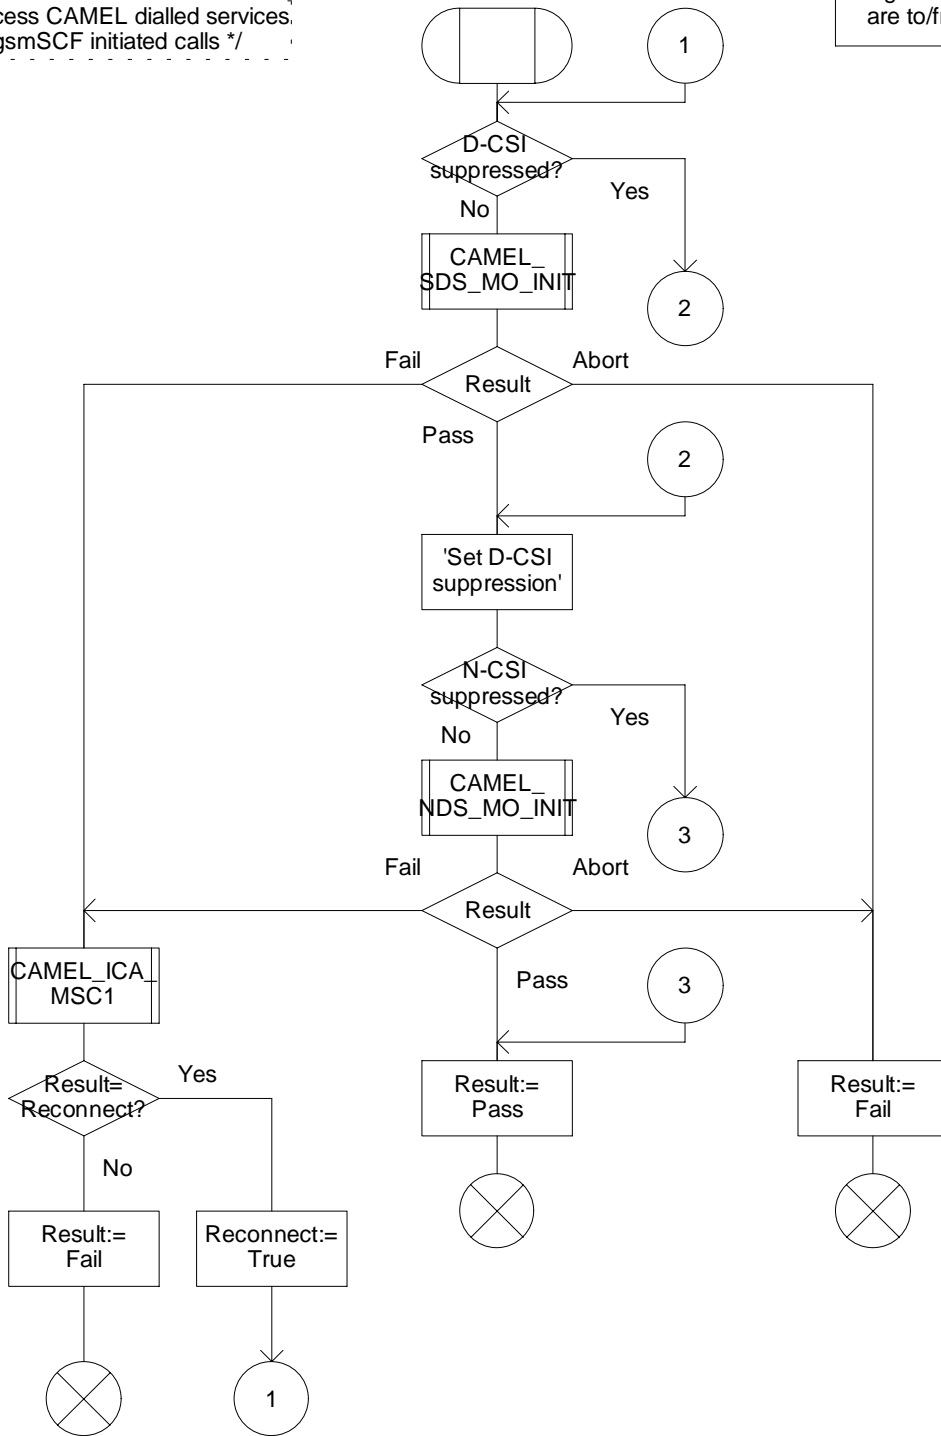 cess CAMEL dialled services.
gsmSCF initiated calls */
are to/f
1
D-CSI
suppressed?
Yes
No
CAMEL_
SDS_MO_INIT
2
Fail
Abort
Result
Pass
2
'Set D-CSI
suppression'
N-CSI
suppressed?
Yes
No
CAMEL_
NDS_MO_INIT
3
Fail
Abort
Result
CAMEL_ICA_
MSC1
Pass
3
Result=
Reconnect?
Yes
Result:=
Pass
Result:=
Fail
No
Result:=
Fail
Reconnect:=
True
1